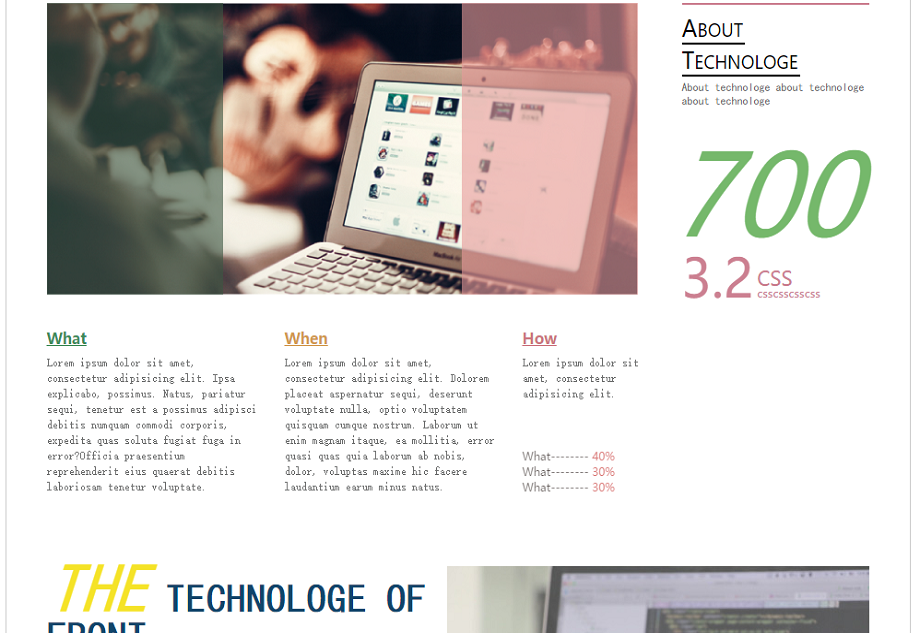 ABOUT
TECHNOLOGE
About technologe about technologe
about technologe
700
3.2 CSS
csscsscsscss
What
Lorem ipsum dolor sit amet,
consectetur adipisicing elit. Ipsa
explicabo, possimus. Natus, pariatur
sequi, tenetur est a possimus adipisci
debitis numquam commodi corporis,
expedita quas soluta fugiat fuga in
error?Officia praesentium
reprehenderit eius quaerat debitis
laboriosam tenetur voluptate.
When
Lorem ipsum dolor sit amet,
consectetur adipisicing elit. Dolorem
placeat aspernatur sequi, deserunt
voluptate nulla, optio voluptatem
quisquam cumque nostrum. Laborum ut
enim magnam itaque, ea mollitia, error
quasi quas quia laborum ab nobis,
dolor, voluptas maxime hic facere
laudantium earum minus natus.
How
Lorem ipsum dolor sit
amet, consectetur
adipisicing elit.
What-------- 40%
What-------- 30%
What-------- 30%
THE TECHNOLOGE OF
FRONT